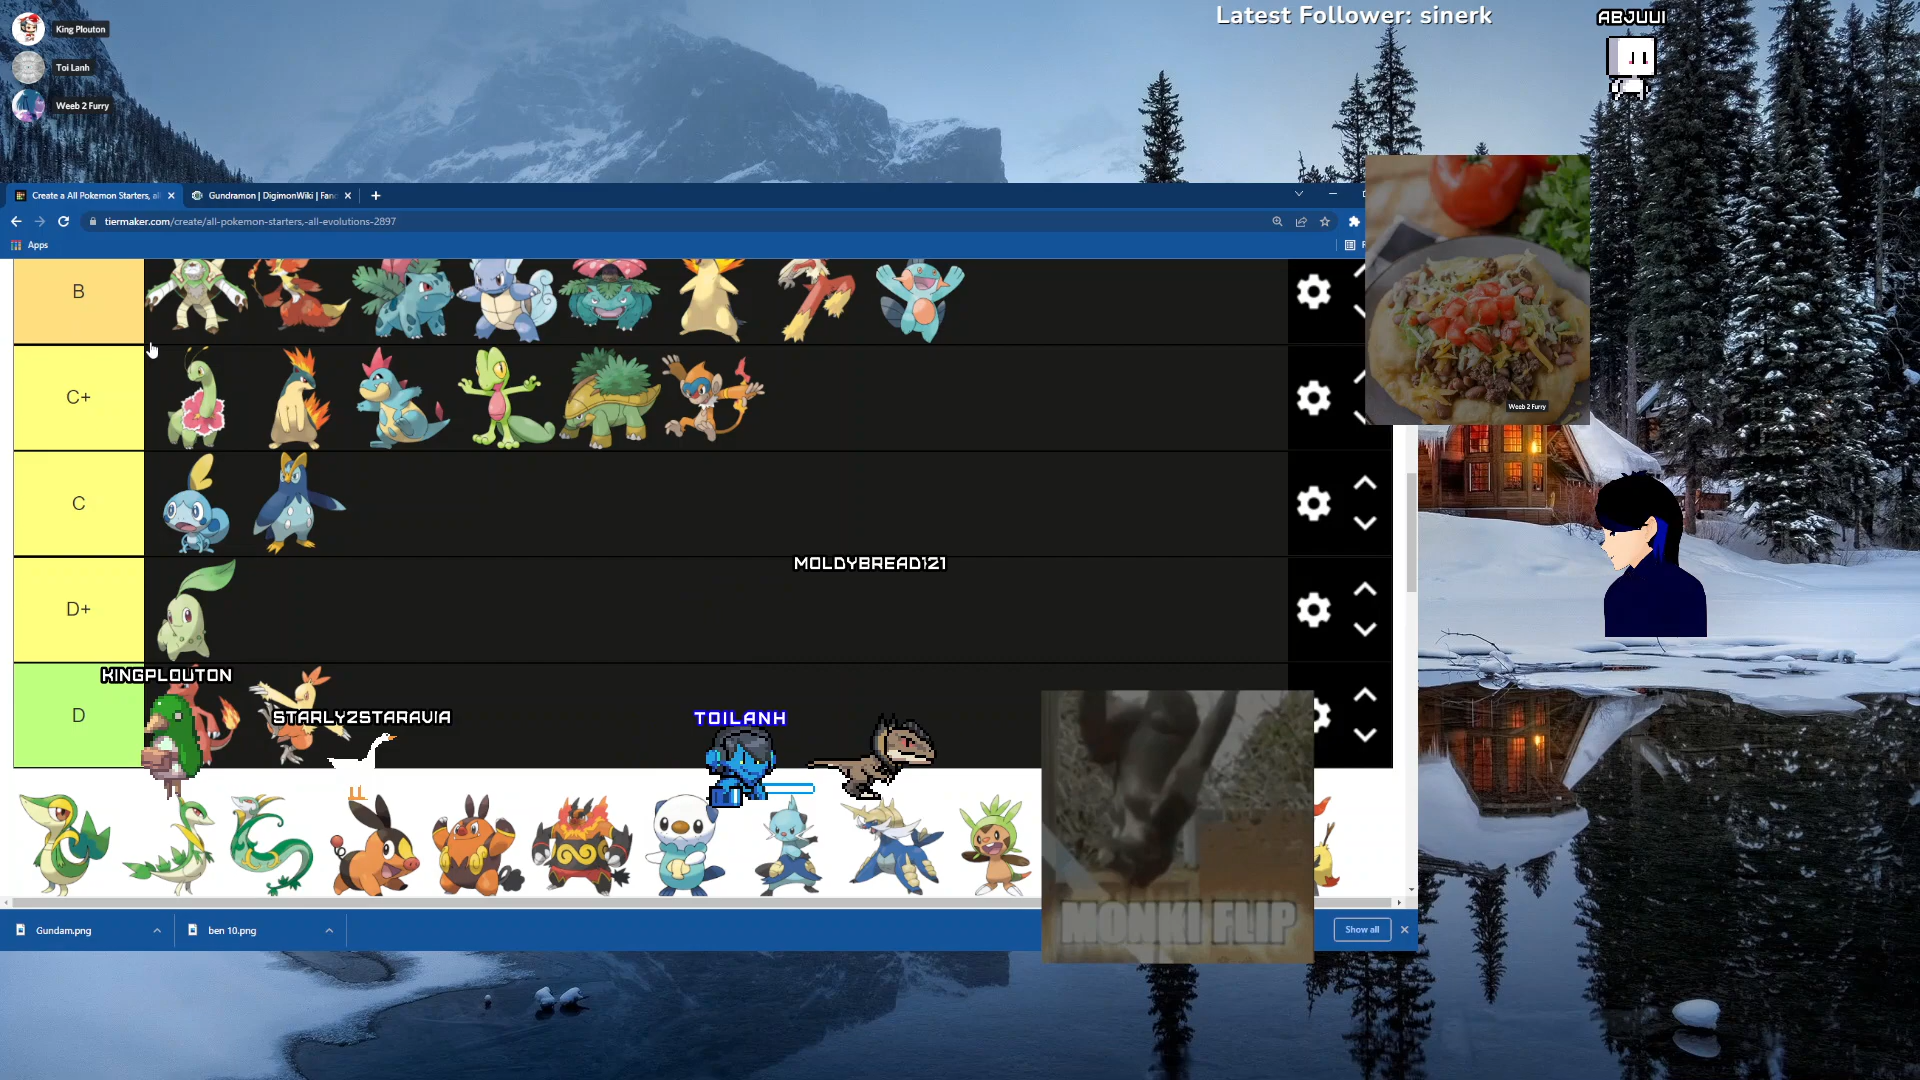 King Plouton
Latest Follower: sinerk
ABJUUI
Toi Lanh
Weeb 2 Furry
Create a All Pokemon Starters, al
Gundramon | DigimonWiki | Fan
tiermaker.com/create/all-pokemon-starters,-all-evolutions-2897
Apps
B
C+
Weeb 2 Furry
C
MOLDYBREAD121
D+
KINGPLOUTON
D
STARLY2STARAVIA
TOILANH
MONKI FLIP
Gundam.png
ben 10.png
Show all